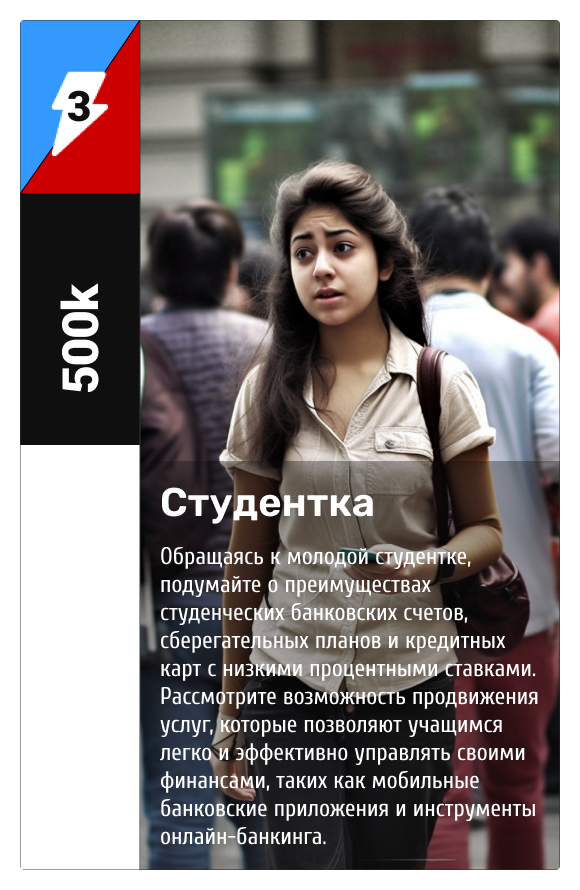 3
500k
Студентка
Обращаясь к молодой студентке,
подумайте о преимуществах
студенческих банковских счетов,
сберегательных планов и кредитных
карт с низкими процентными ставками.
Рассмотрите возможность продвижения
услуг, которые позволяют учащимся
легко и эффективно управлять своими
финансами, таких как мобильные
банковские приложения и инструменты
онлайн-банкинга.